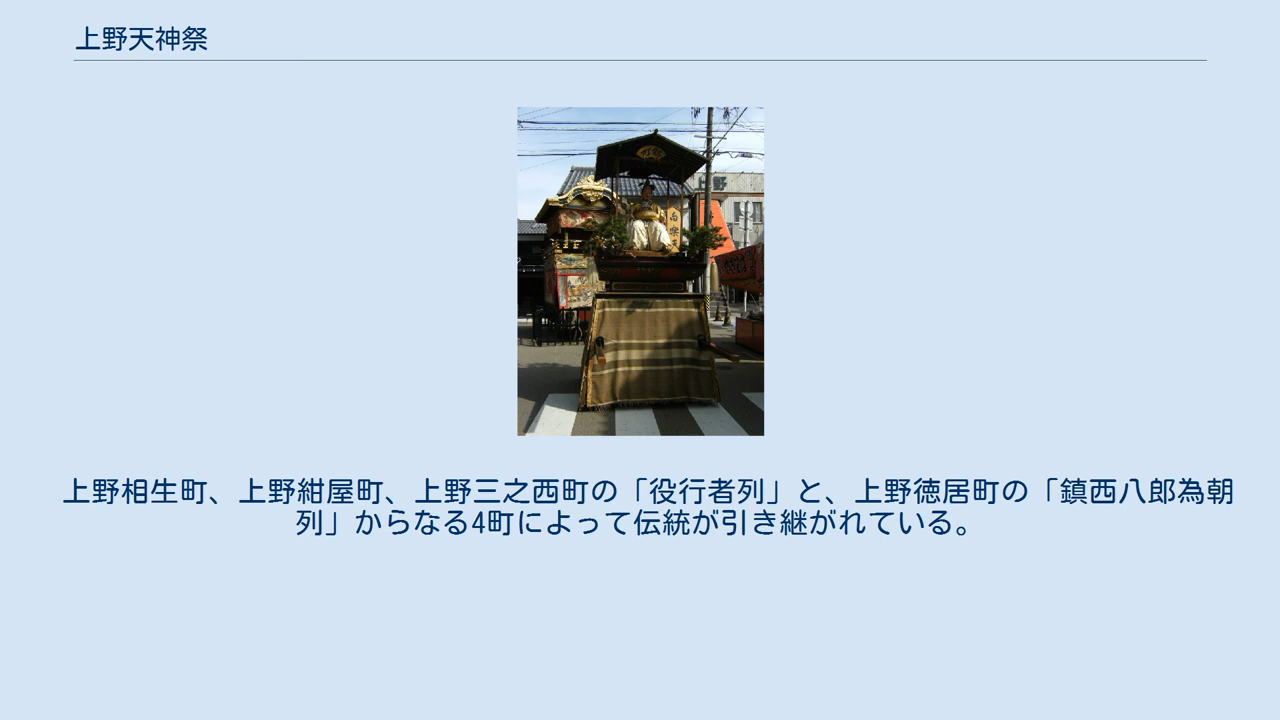 上野天神祭
白楽天
上野相生町、上野紺屋町、上野三之西町の「役行者列」と、上野徳居町の「鎮西八郎為朝
列」からなる4町によって伝統が引き継がれている。